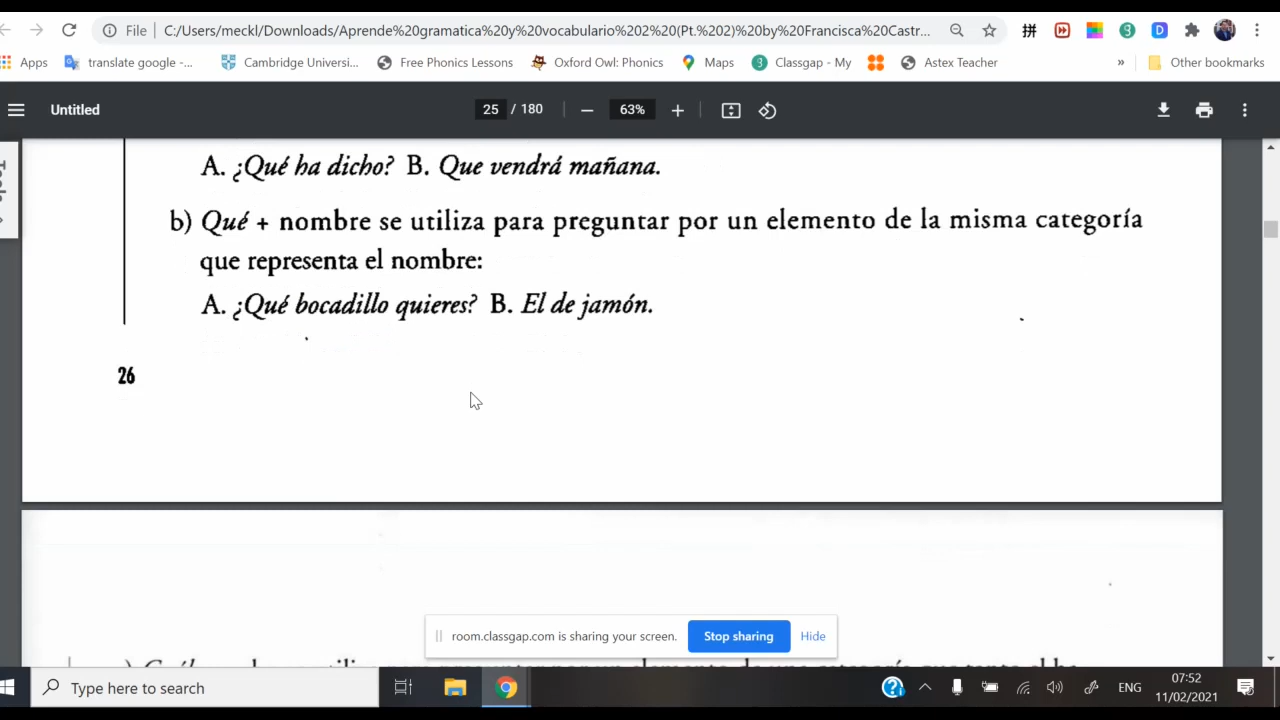 File
C:/Users/meckl/Downloads/Aprende%20gramatica%20y%20vocabulario%202%20(Pt.%202)%20by%20Francisca%20Castr...
Apps
translate google -...
Cambridge Universi...
Free Phonics Lessons
Oxford Owl: Phonics
Maps
Classgap - My
Astex Teacher
»
Other bookmarks
Untitled
25 / 180
63%
A. ¿Qué ha dicho? B. Que vendrá mañana.
b) Qué + nombre se utiliza para preguntar por un elemento de la misma categoría
que representa el nombre:
A. ¿Qué bocadillo quieres? B. El de jamón.
26
room.classgap.com is sharing your screen.
Stop sharing
Hide
Type here to search
ENG
07:52
11/02/2021